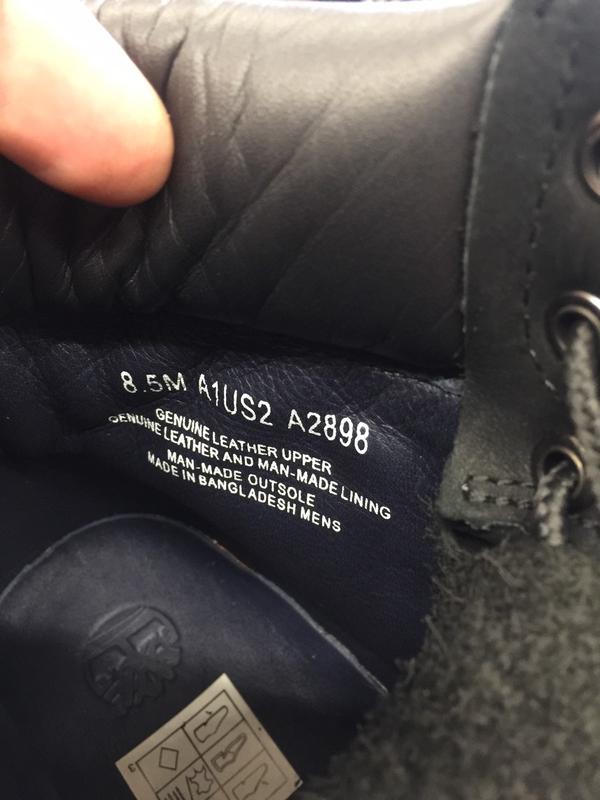 8.5M A1US2 A2898
GENUINE LEATHER UPPER
GENUINE LEATHER AND MAN-MADE LINING
MAN-MADE OUTSOLE
MADE IN BANGLADESH MENS